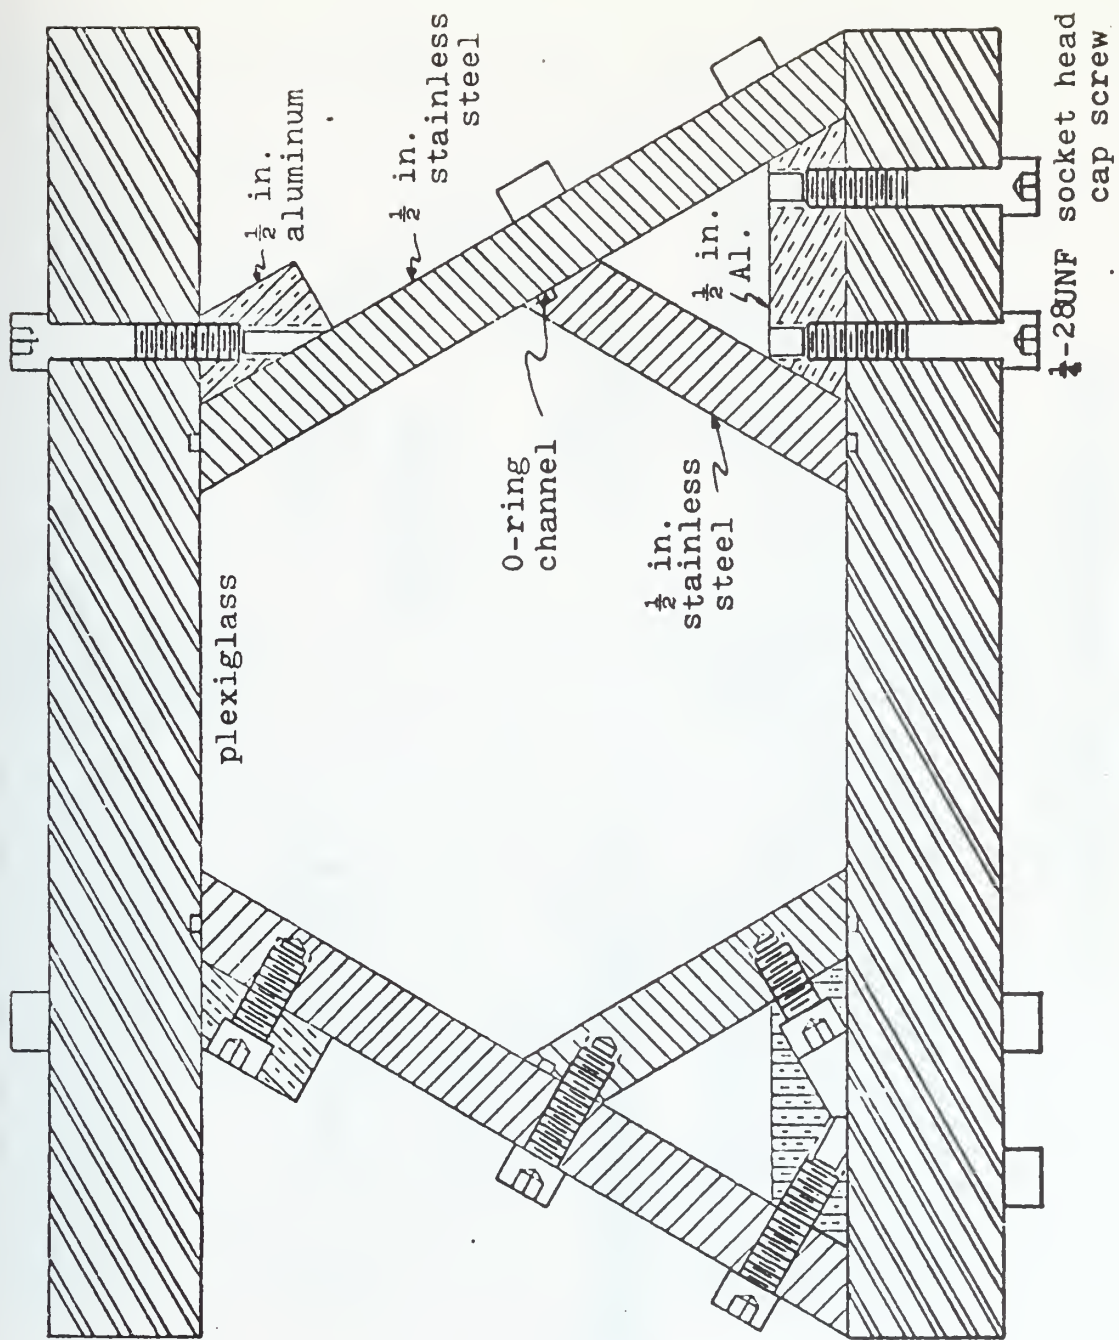 ½ in.
aluminum
½ in.
stainless
steel
plexiglass
O-ring
channel
½ in.
stainless
steel
½ in.
Al.
¼-28UNF socket head
cap screw